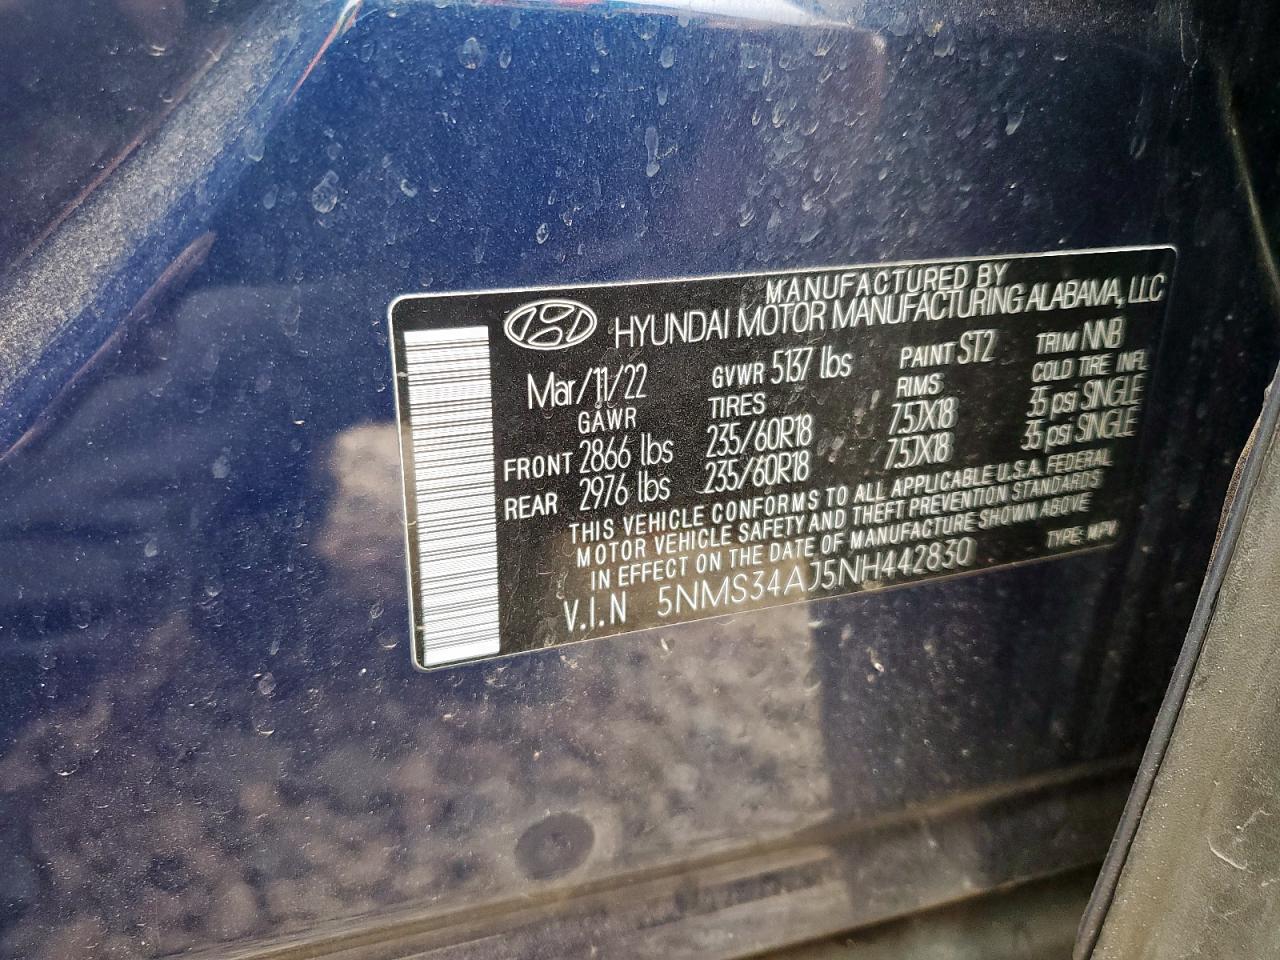 MANUFACTURED BY
HYUNDAI MOTOR MANUFACTURING ALABAMA, LLC
Mar/11/22 GVWR 5137 lbs PAINT ST2 TRIM NNB
GAWR TIRES RIMS COLD TIRE INFL
FRONT 2866 lbs 235/60R18 7.5JX18 35 psi SINGLE
REAR 2976 lbs 235/60R18 7.5JX18 35 psi SINGLE
THIS VEHICLE CONFORMS TO ALL APPLICABLE U.S.A. FEDERAL
MOTOR VEHICLE SAFETY AND THEFT PREVENTION STANDARDS
IN EFFECT ON THE DATE OF MANUFACTURE SHOWN ABOVE
V.I.N 5NMS34AJ5NH442830 TYPE: MPV